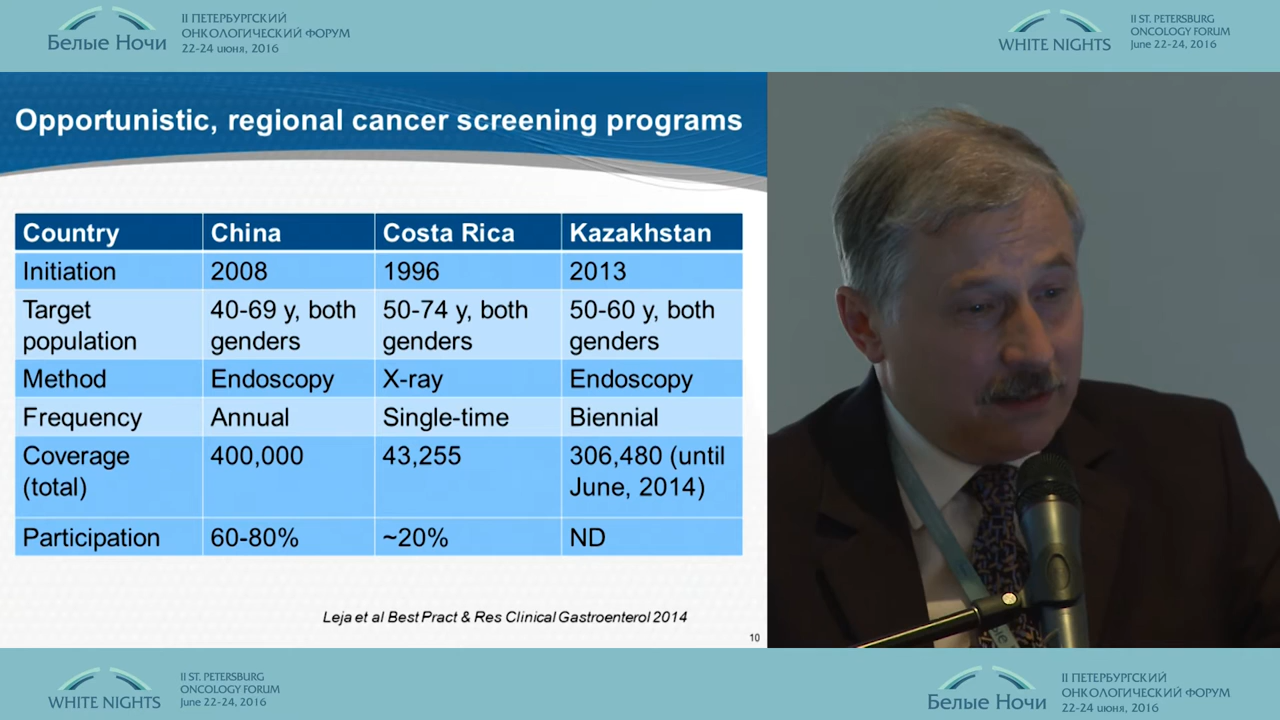 Белые Ночи
II ПЕТЕРБУРГСКИЙ
ОНКОЛОГИЧЕСКИЙ ФОРУМ
22-24 июня, 2016
WHITE NIGHTS
II ST. PETERSBURG
ONCOLOGY FORUM
June 22-24, 2016
Opportunistic, regional cancer screening programs
Country China Costa Rica Kazakhstan
Initiation 2008 1996 2013
Target 40-69 y, both 50-74 y, both 50-60 y, both
population genders genders genders
Method Endoscopy X-ray Endoscopy
Frequency Annual Single-time Biennial
Coverage 400,000 43,255 306,480 (until
(total) June, 2014)
Participation 60-80% ~20% ND
Leja et al Best Pract & Res Clinical Gastroenterol 2014
10
WHITE NIGHTS
II ST. PETERSBURG
ONCOLOGY FORUM
June 22-24, 2016
Белые Ночи
II ПЕТЕРБУРГСКИЙ
ОНКОЛОГИЧЕСКИЙ ФОРУМ
22-24 июня, 2016